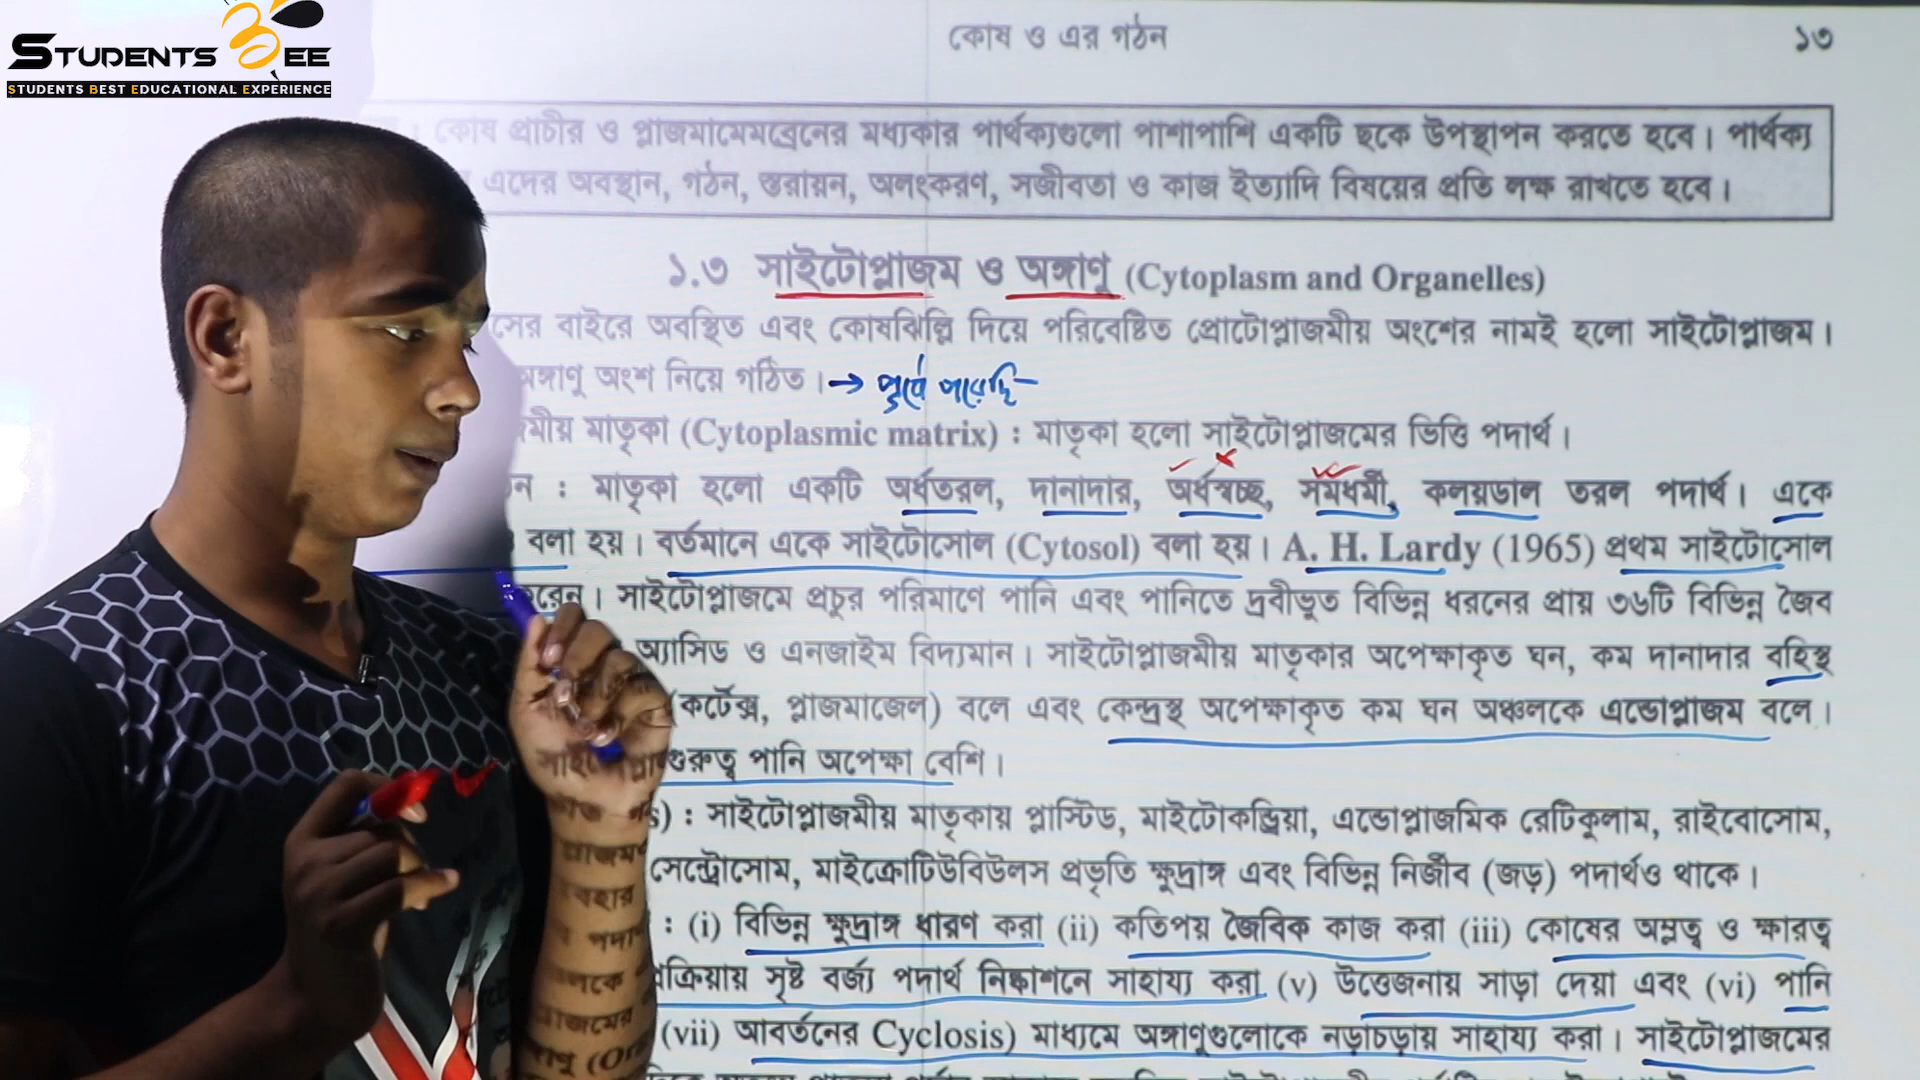 STUDENTS BEE
STUDENTS BEST EDUCATIONAL EXPERIENCE
কোষ ও এর গঠন ১৩
: কোষ প্রাচীর ও প্লাজমামেমব্রেনের মধ্যকার পার্থক্যগুলো পাশাপাশি একটি ছকে উপস্থাপন করতে হবে। পার্থক্য
এদের অবস্থান, গঠন, স্তরায়ন, অলংকরণ, সজীবতা ও কাজ ইত্যাদি বিষয়ের প্রতি লক্ষ রাখতে হবে।
১.৩ সাইটোপ্লাজম ও অঙ্গাণু (Cytoplasm and Organelles)
সের বাইরে অবস্থিত এবং কোষঝিল্লি দিয়ে পরিবেষ্টিত প্রোটোপ্লাজমীয় অংশের নামই হলো সাইটোপ্লাজম।
অঙ্গাণু অংশ নিয়ে গঠিত। → পূর্বে পড়েছি
মীয় মাতৃকা (Cytoplasmic matrix) : মাতৃকা হলো সাইটোপ্লাজমের ভিত্তি পদার্থ।
ন : মাতৃকা হলো একটি অর্ধতরল, দানাদার, অর্ধস্বচ্ছ, সমধর্মী, কলয়ডাল তরল পদার্থ। একে
বলা হয়। বর্তমানে একে সাইটোসোল (Cytosol) বলা হয়। A. H. Lardy (1965) প্রথম সাইটোসোল
রেন। সাইটোপ্লাজমে প্রচুর পরিমাণে পানি এবং পানিতে দ্রবীভূত বিভিন্ন ধরনের প্রায় ৩৬টি বিভিন্ন জৈব
অ্যাসিড ও এনজাইম বিদ্যমান। সাইটোপ্লাজমীয় মাতৃকার অপেক্ষাকৃত ঘন, কম দানাদার বহিস্থ
(কর্টেক্স, প্লাজমাজেল) বলে এবং কেন্দ্রস্থ অপেক্ষাকৃত কম ঘন অঞ্চলকে এন্ডোপ্লাজম বলে।
গুরুত্ব পানি অপেক্ষা বেশি।
s) : সাইটোপ্লাজমীয় মাতৃকায় প্লাস্টিড, মাইটোকন্ড্রিয়া, এন্ডোপ্লাজমিক রেটিকুলাম, রাইবোসোম,
সেন্ট্রোসোম, মাইক্রোটিউবিউলস প্রভৃতি ক্ষুদ্রাঙ্গ এবং বিভিন্ন নির্জীব (জড়) পদার্থও থাকে।
: (i) বিভিন্ন ক্ষুদ্রাঙ্গ ধারণ করা (ii) কতিপয় জৈবিক কাজ করা (iii) কোষের অম্লত্ব ও ক্ষারত্ব
ক্রিয়ায় সৃষ্ট বর্জ্য পদার্থ নিষ্কাশনে সাহায্য করা (v) উত্তেজনায় সাড়া দেয়া এবং (vi) পানি
(vii) আবর্তনের Cyclosis) মাধ্যমে অঙ্গাণুগুলোকে নড়াচড়ায় সাহায্য করা। সাইটোপ্লাজমের